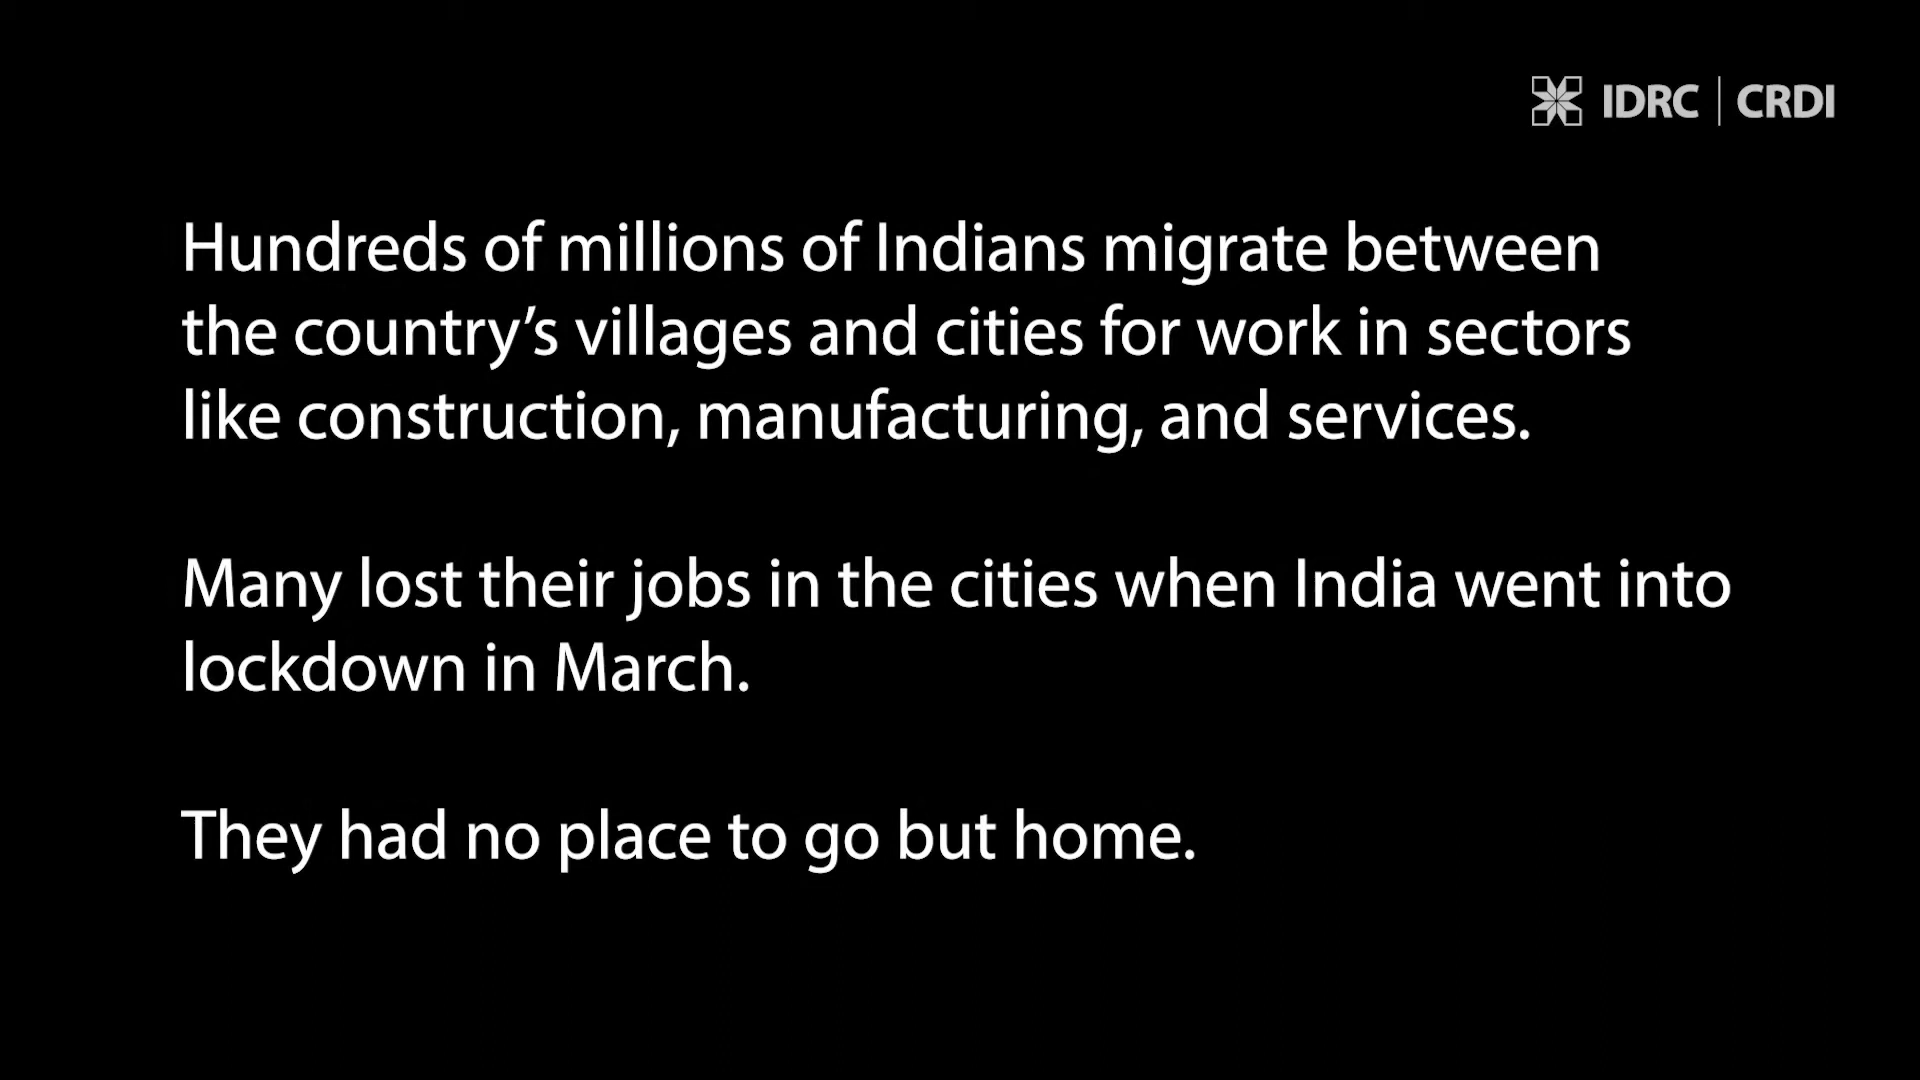 IDRC | CRDI
Hundreds of millions of Indians migrate between
the country’s villages and cities for work in sectors
like construction, manufacturing, and services.
Many lost their jobs in the cities when India went into
lockdown in March.
They had no place to go but home.